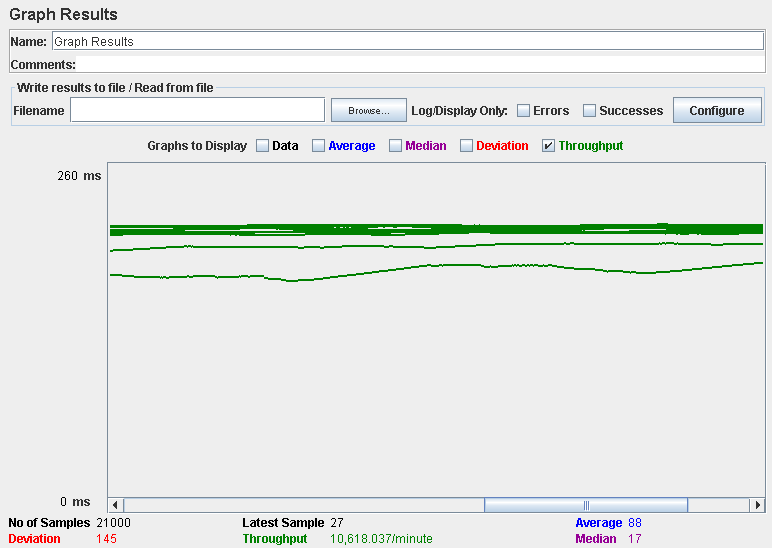 Graph Results
Name: Graph Results
Comments:
Write results to file / Read from file
Filename Browse... Log/Display Only: Errors Successes Configure
Graphs to Display Data Average Median Deviation Throughput
260 ms
0 ms
No of Samples 21000 Latest Sample 27 Average 88
Deviation 145 Throughput 10,618.037/minute Median 17